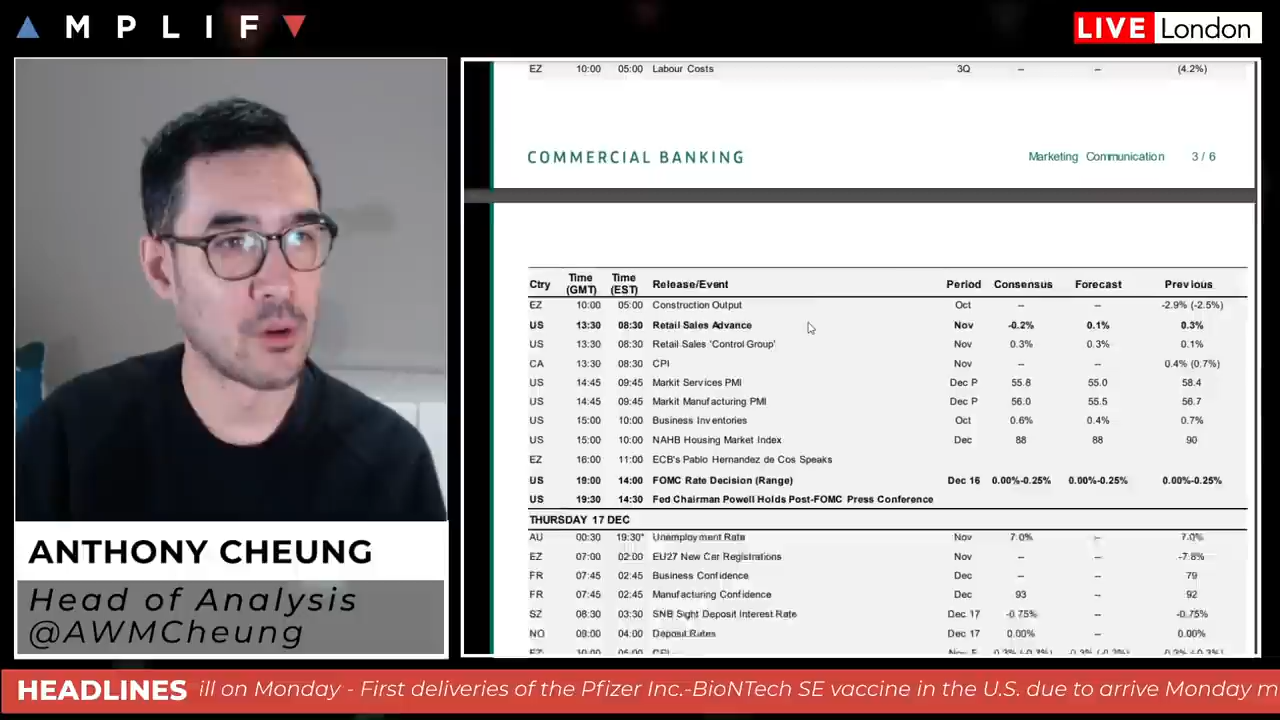 AMPLIFY
LIVE London
EZ 10:00 05:00 Labour Costs 3Q – – (4.2%)
COMMERCIAL BANKING Marketing Communication 3 / 6
Ctry Time (GMT) Time (EST) Release/Event Period Consensus Forecast Previous
EZ 10:00 05:00 Construction Output Oct – – -2.9% (-2.5%)
US 13:30 08:30 Retail Sales Advance Nov -0.2% 0.1% 0.3%
US 13:30 08:30 Retail Sales 'Control Group' Nov 0.3% 0.3% 0.1%
CA 13:30 08:30 CPI Nov – – 0.4% (0.7%)
US 14:45 09:45 Markit Services PMI Dec P 55.8 55.0 58.4
US 14:45 09:45 Markit Manufacturing PMI Dec P 56.0 55.5 56.7
US 15:00 10:00 Business Inventories Oct 0.6% 0.4% 0.7%
US 15:00 10:00 NAHB Housing Market Index Dec 88 88 90
EZ 16:00 11:00 ECB's Pablo Hernandez de Cos Speaks
US 19:00 14:00 FOMC Rate Decision (Range) Dec 16 0.00%-0.25% 0.00%-0.25% 0.00%-0.25%
US 19:30 14:30 Fed Chairman Powell Holds Post-FOMC Press Conference
THURSDAY 17 DEC
AU 00:30 19:30* Unemployment Rate Nov 7.0% – 7.0%
EZ 07:00 02:00 EU27 New Car Registrations Nov – – -7.8%
FR 07:45 02:45 Business Confidence Dec – – 79
FR 07:45 02:45 Manufacturing Confidence Dec 93 – 92
SZ 08:30 03:30 SNB Sight Deposit Interest Rate Dec 17 -0.75% – -0.75%
NO 09:00 04:00 Deposit Rates Dec 17 0.00% – 0.00%
ANTHONY CHEUNG
Head of Analysis
@AWMCheung
HEADLINES ill on Monday - First deliveries of the Pfizer Inc.-BioNTech SE vaccine in the U.S. due to arrive Monday m